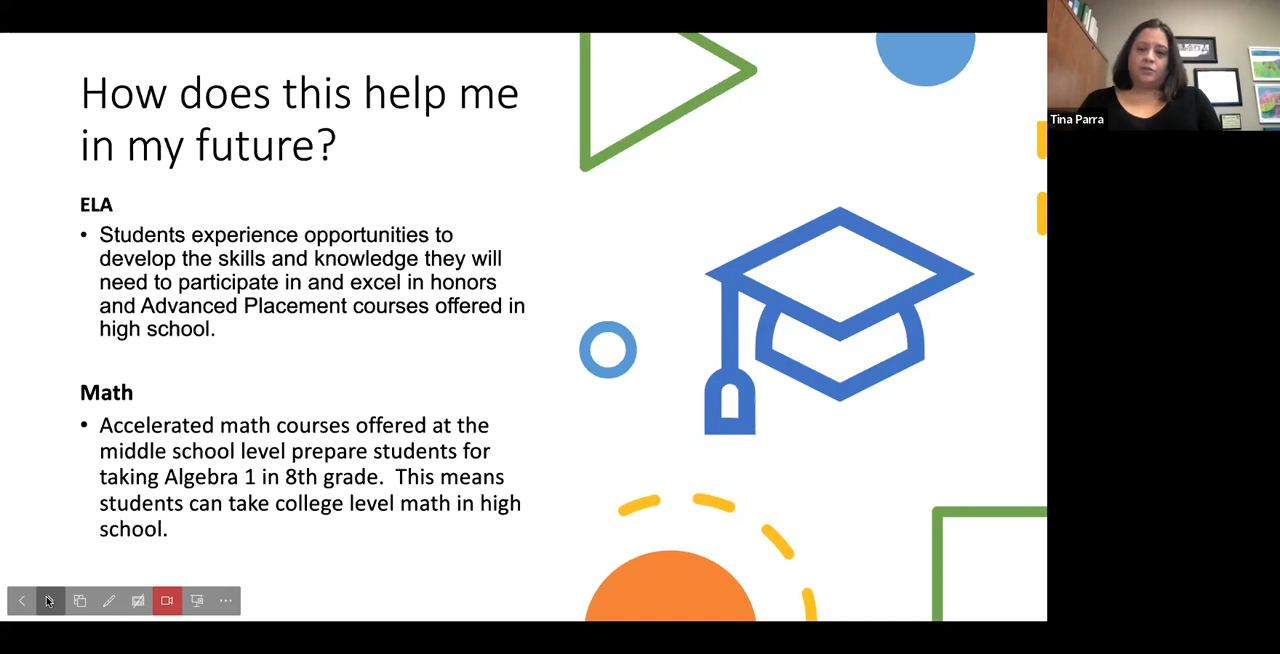 How does this help me
in my future?
ELA
• Students experience opportunities to
develop the skills and knowledge they will
need to participate in and excel in honors
and Advanced Placement courses offered in
high school.
Math
• Accelerated math courses offered at the
middle school level prepare students for
taking Algebra 1 in 8th grade.  This means
students can take college level math in high
school.
Tina Parra